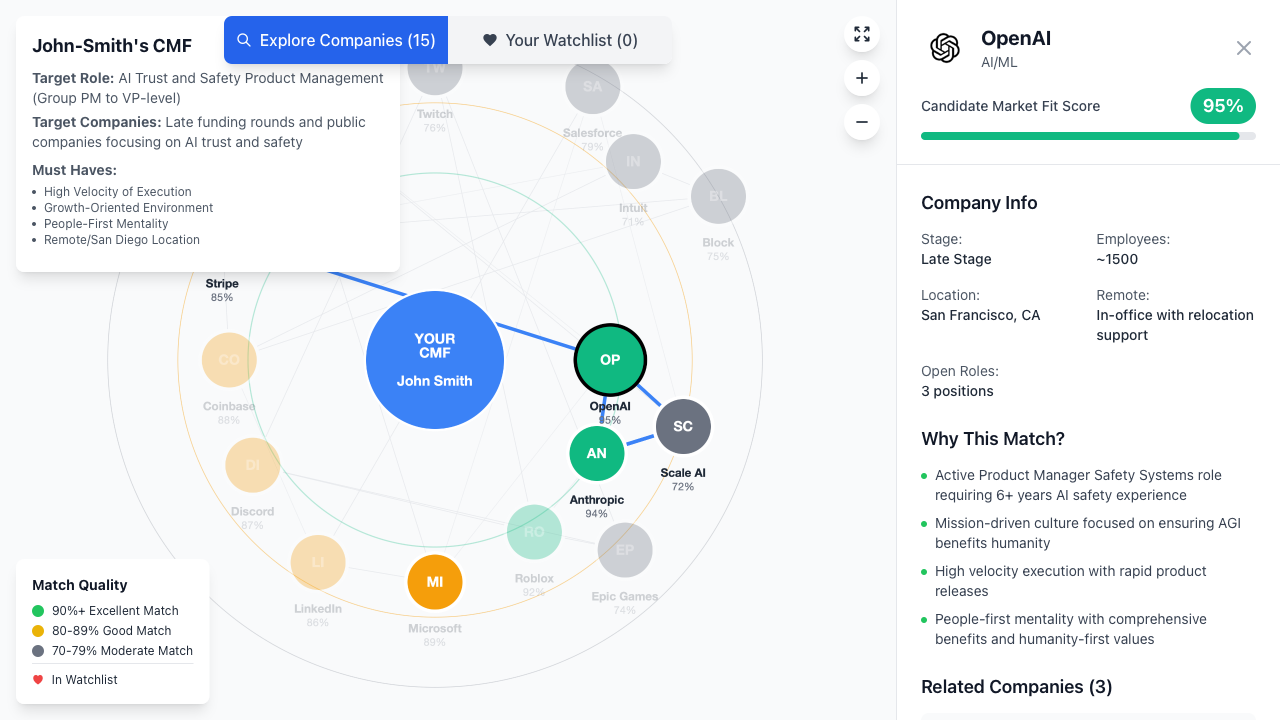 John-Smith's CMF
Target Role: AI Trust and Safety Product Management
(Group PM to VP-level)
Target Companies: Late funding rounds and public
companies focusing on AI trust and safety
Must Haves:
• High Velocity of Execution
• Growth-Oriented Environment
• People-First Mentality
• Remote/San Diego Location
Explore Companies (15)
Your Watchlist (0)
TW
Twitch
76%
SA
Salesforce
79%
IN
Intuit
71%
BL
Block
75%
Stripe
85%
CO
Coinbase
88%
YOUR
CMF
John Smith
OP
OpenAI
95%
SC
Scale AI
72%
AN
Anthropic
94%
DI
Discord
87%
RO
Roblox
92%
EP
Epic Games
74%
LI
LinkedIn
86%
MI
Microsoft
89%
Match Quality
90%+ Excellent Match
80-89% Good Match
70-79% Moderate Match
In Watchlist
OpenAI
AI/ML
Candidate Market Fit Score
95%
Company Info
Stage:
Late Stage
Employees:
~1500
Location:
San Francisco, CA
Remote:
In-office with relocation
support
Open Roles:
3 positions
Why This Match?
• Active Product Manager Safety Systems role
requiring 6+ years AI safety experience
• Mission-driven culture focused on ensuring AGI
benefits humanity
• High velocity execution with rapid product
releases
• People-first mentality with comprehensive
benefits and humanity-first values
Related Companies (3)